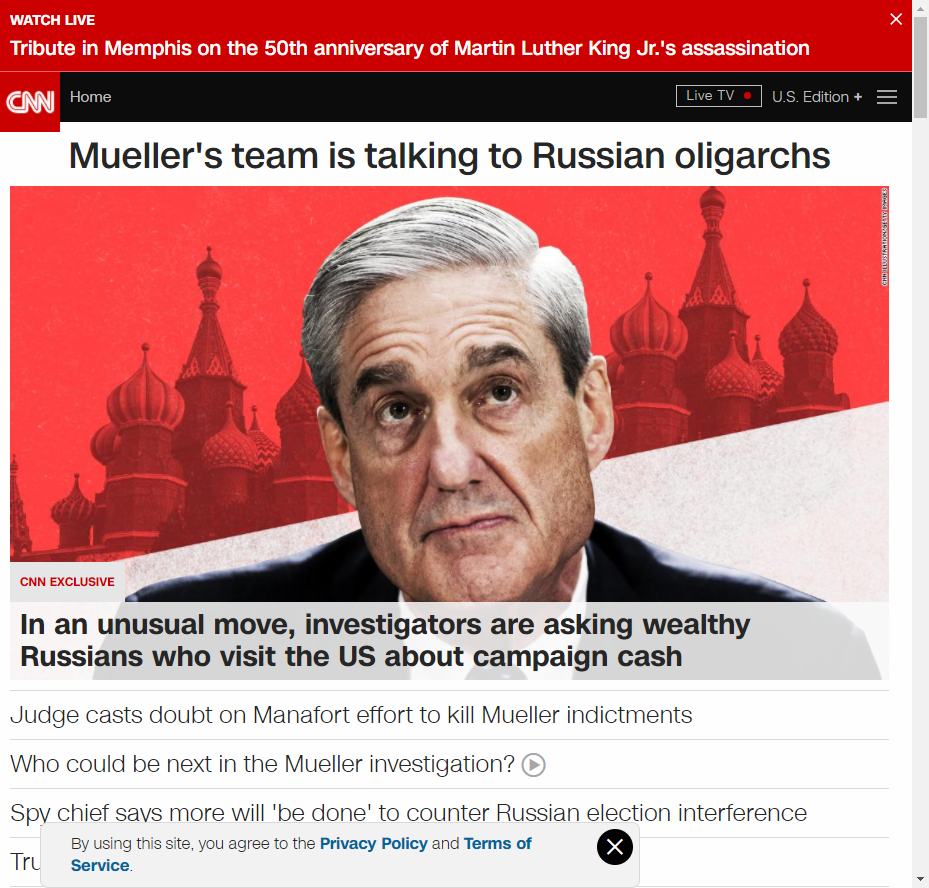 WATCH LIVE
Tribute in Memphis on the 50th anniversary of Martin Luther King Jr.'s assassination
CNN
Home
Live TV
U.S. Edition +
Mueller's team is talking to Russian oligarchs
CNN ILLUSTRATION/GETTY IMAGES
CNN EXCLUSIVE
In an unusual move, investigators are asking wealthy
Russians who visit the US about campaign cash
Judge casts doubt on Manafort effort to kill Mueller indictments
Who could be next in the Mueller investigation?
Spy chief says more will 'be done' to counter Russian election interference
By using this site, you agree to the Privacy Policy and Terms of
Service.